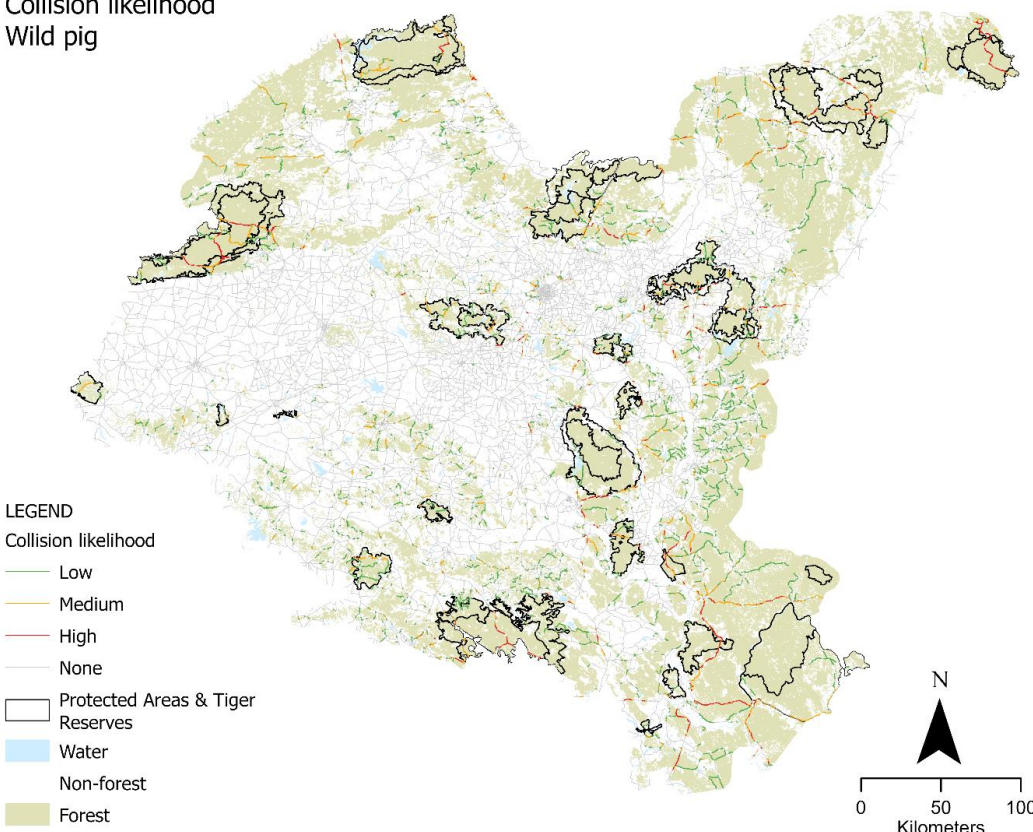 Collision likelihood
Wild pig
LEGEND
Collision likelihood
Low
Medium
High
None
Protected Areas & Tiger
Reserves
Water
Non-forest
Forest
N
0 50 100
Kilometers